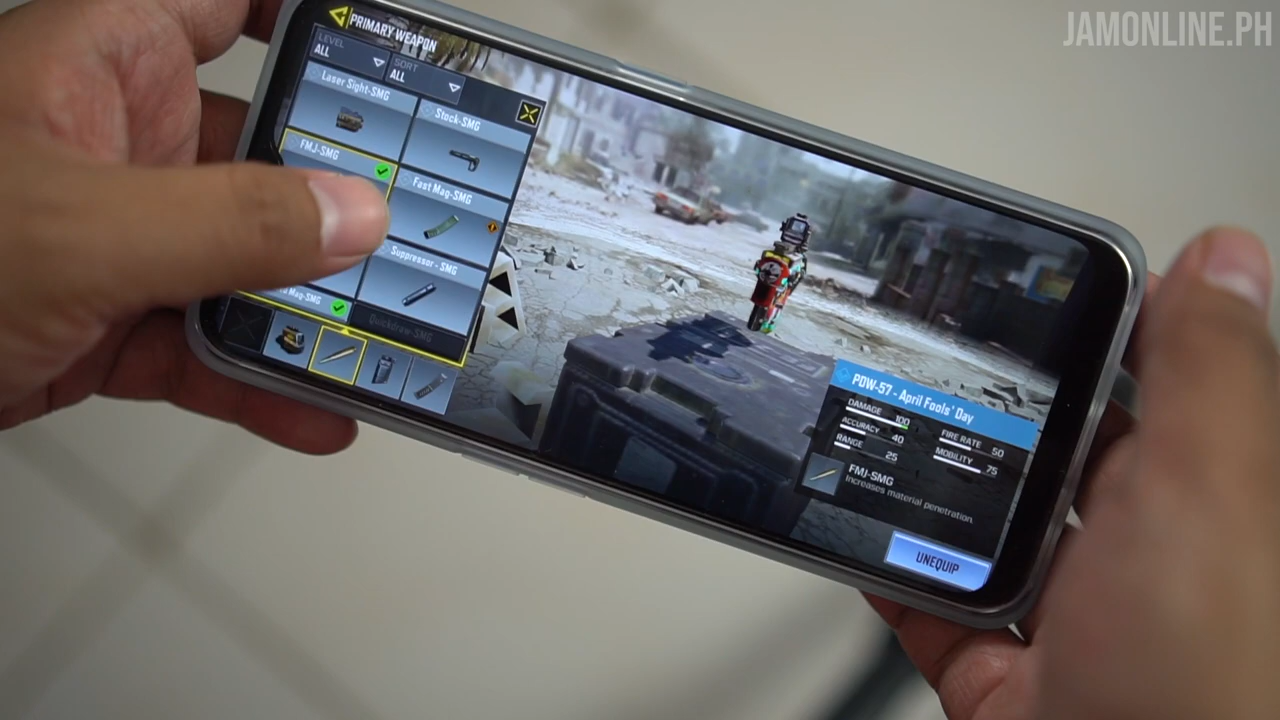 JAMONLINE.PH
PRIMARY WEAPON
LEVEL
ALL
SORT
ALL
Laser Sight-SMG
Stock-SMG
FMJ-SMG
Fast Mag-SMG
Suppressor - SMG
Mag-SMG
Quickdraw-SMG
PDW-57 - April Fools' Day
DAMAGE 100
FIRE RATE 50
ACCURACY 40
MOBILITY 75
RANGE 25
FMJ-SMG
Increases material penetration.
UNEQUIP